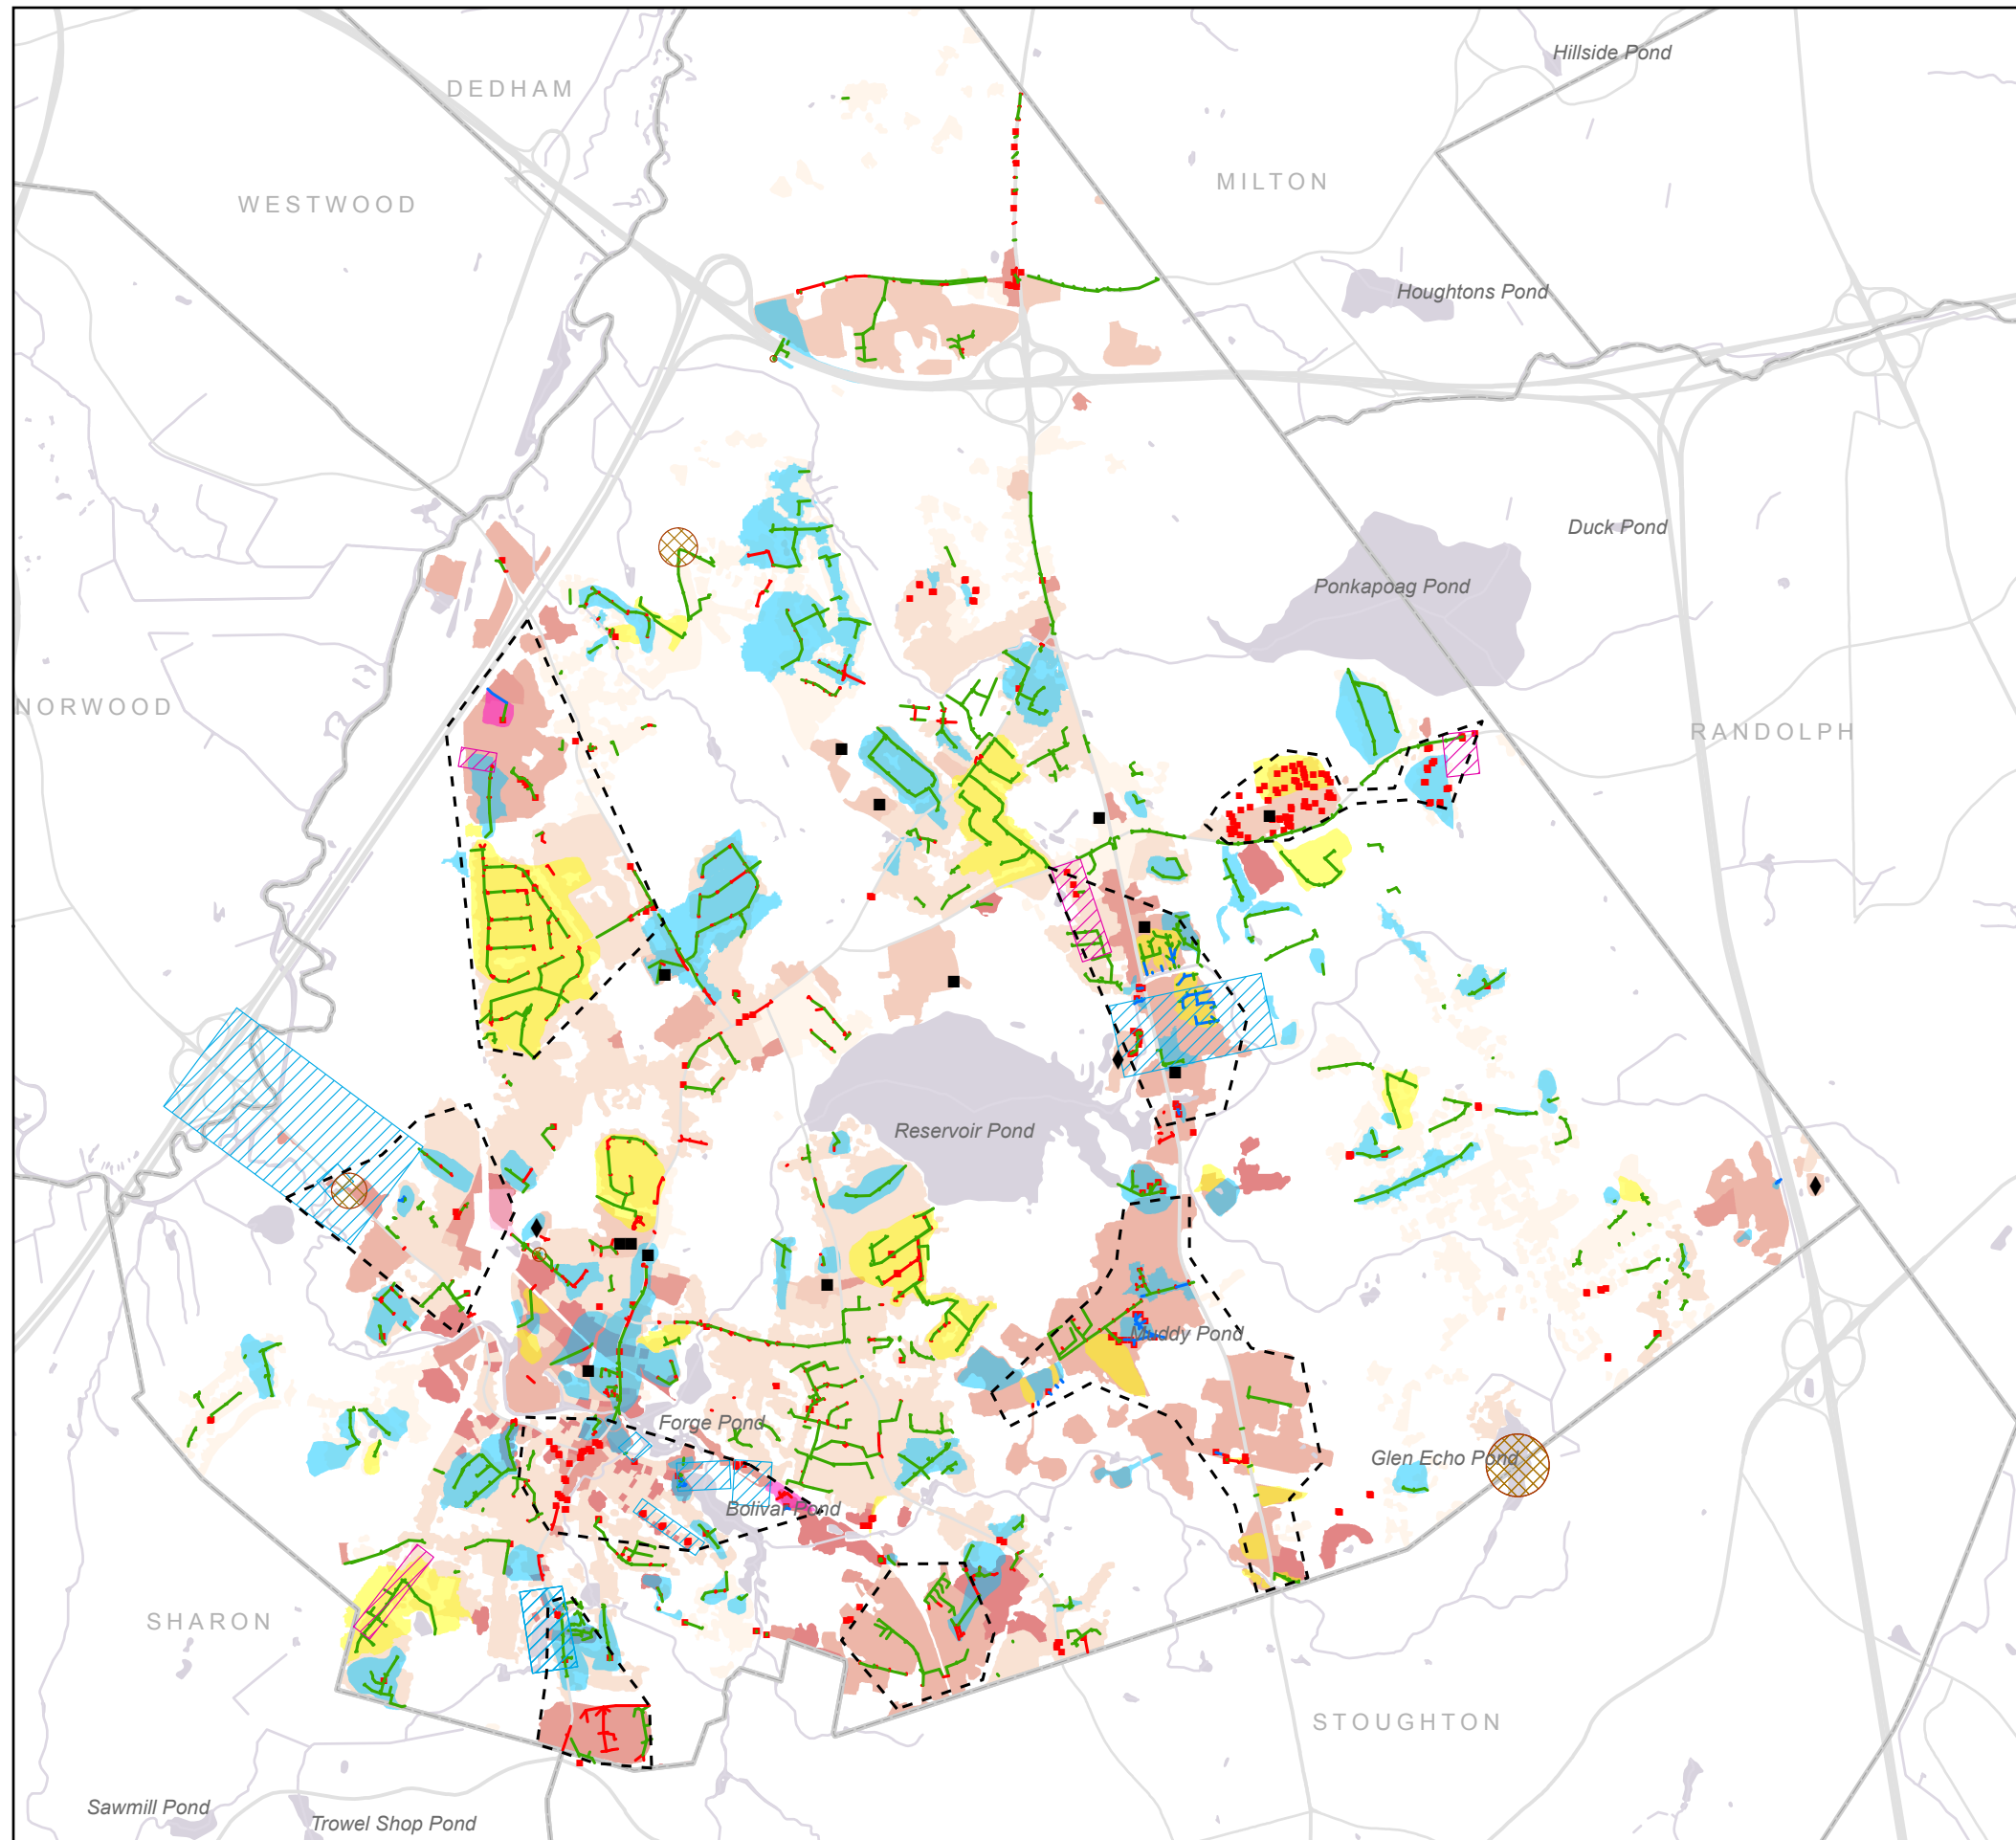 Hillside Pond
DEDHAM
MILTON
WESTWOOD
Houghtons Pond
Duck Pond
Ponkapoag Pond
NORWOOD
RANDOLPH
Reservoir Pond
Muddy Pond
Forge Pond
Glen Echo Pond
Bolivar Pond
SHARON
STOUGHTON
Sawmill Pond
Trowel Shop Pond